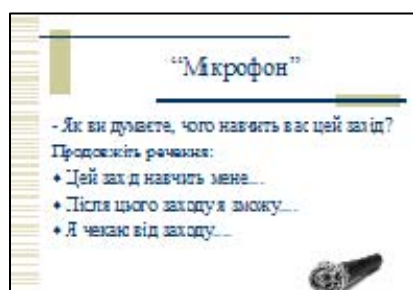 “Мікрофон”
- Як ви думаєте, чого навчить вас цей захід?
Продовжіть речення:
Цей захід навчить мене....
Після цього заходу я зможу....
Я чекаю від заходу....